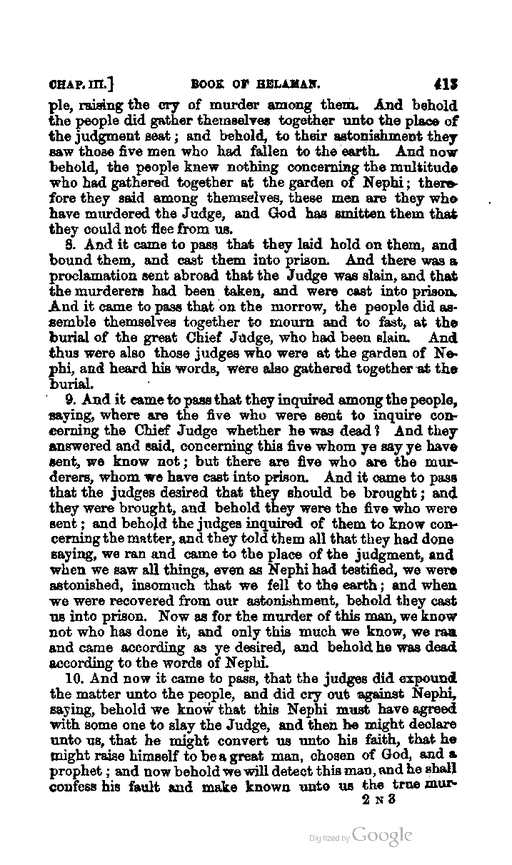 CHAP. III.] BOOK OF HELAMAN. 413
ple, raising the cry of murder among them. And behold
the people did gather themselves together unto the place of
the judgment seat; and behold, to their astonishment they
saw those five men who had fallen to the earth. And now
behold, the people knew nothing concerning the multitude
who had gathered together at the garden of Nephi; there-
fore they said among themselves, these men are they who
have murdered the Judge, and God has smitten them that
they could not flee from us.
8. And it came to pass that they laid hold on them, and
bound them, and cast them into prison. And there was a
proclamation sent abroad that the Judge was slain, and that
the murderers had been taken, and were cast into prison.
And it came to pass that on the morrow, the people did as-
semble themselves together to mourn and to fast, at the
burial of the great Chief Judge, who had been slain. And
thus were also those judges who were at the garden of Ne-
phi, and heard his words, were also gathered together at the
burial.
9. And it came to pass that they inquired among the people,
saying, where are the five who were sent to inquire con-
cerning the Chief Judge whether he was dead? And they
answered and said, concerning this five whom ye say ye have
sent, we know not; but there are five who are the mur-
derers, whom we have cast into prison. And it came to pass
that the judges desired that they should be brought; and
they were brought, and behold they were the five who were
sent; and behold the judges inquired of them to know con-
cerning the matter, and they told them all that they had done
saying, we ran and came to the place of the judgment, and
when we saw all things, even as Nephi had testified, we were
astonished, insomuch that we fell to the earth; and when
we were recovered from our astonishment, behold they cast
us into prison. Now as for the murder of this man, we know
not who has done it, and only this much we know, we ran
and came according as ye desired, and behold he was dead
according to the words of Nephi.
10. And now it came to pass, that the judges did expound
the matter unto the people, and did cry out against Nephi,
saying, behold we know that this Nephi must have agreed
with some one to slay the Judge, and then he might declare
unto us, that he might convert us unto his faith, that he
might raise himself to be a great man, chosen of God, and a
prophet; and now behold we will detect this man, and he shall
confess his fault and make known unto us the true mur-
2 N 3
Digitized by Google